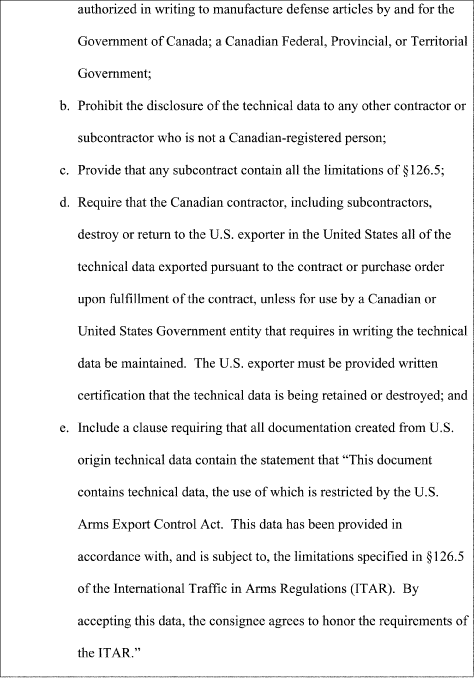 authorized in writing to manufacture defense articles by and for the
Government of Canada; a Canadian Federal, Provincial, or Territorial
Government;
b. Prohibit the disclosure of the technical data to any other contractor or
subcontractor who is not a Canadian-registered person;
c. Provide that any subcontract contain all the limitations of §126.5;
d. Require that the Canadian contractor, including subcontractors,
destroy or return to the U.S. exporter in the United States all of the
technical data exported pursuant to the contract or purchase order
upon fulfillment of the contract, unless for use by a Canadian or
United States Government entity that requires in writing the technical
data be maintained. The U.S. exporter must be provided written
certification that the technical data is being retained or destroyed; and
e. Include a clause requiring that all documentation created from U.S.
origin technical data contain the statement that “This document
contains technical data, the use of which is restricted by the U.S.
Arms Export Control Act. This data has been provided in
accordance with, and is subject to, the limitations specified in §126.5
of the International Traffic in Arms Regulations (ITAR). By
accepting this data, the consignee agrees to honor the requirements of
the ITAR.”